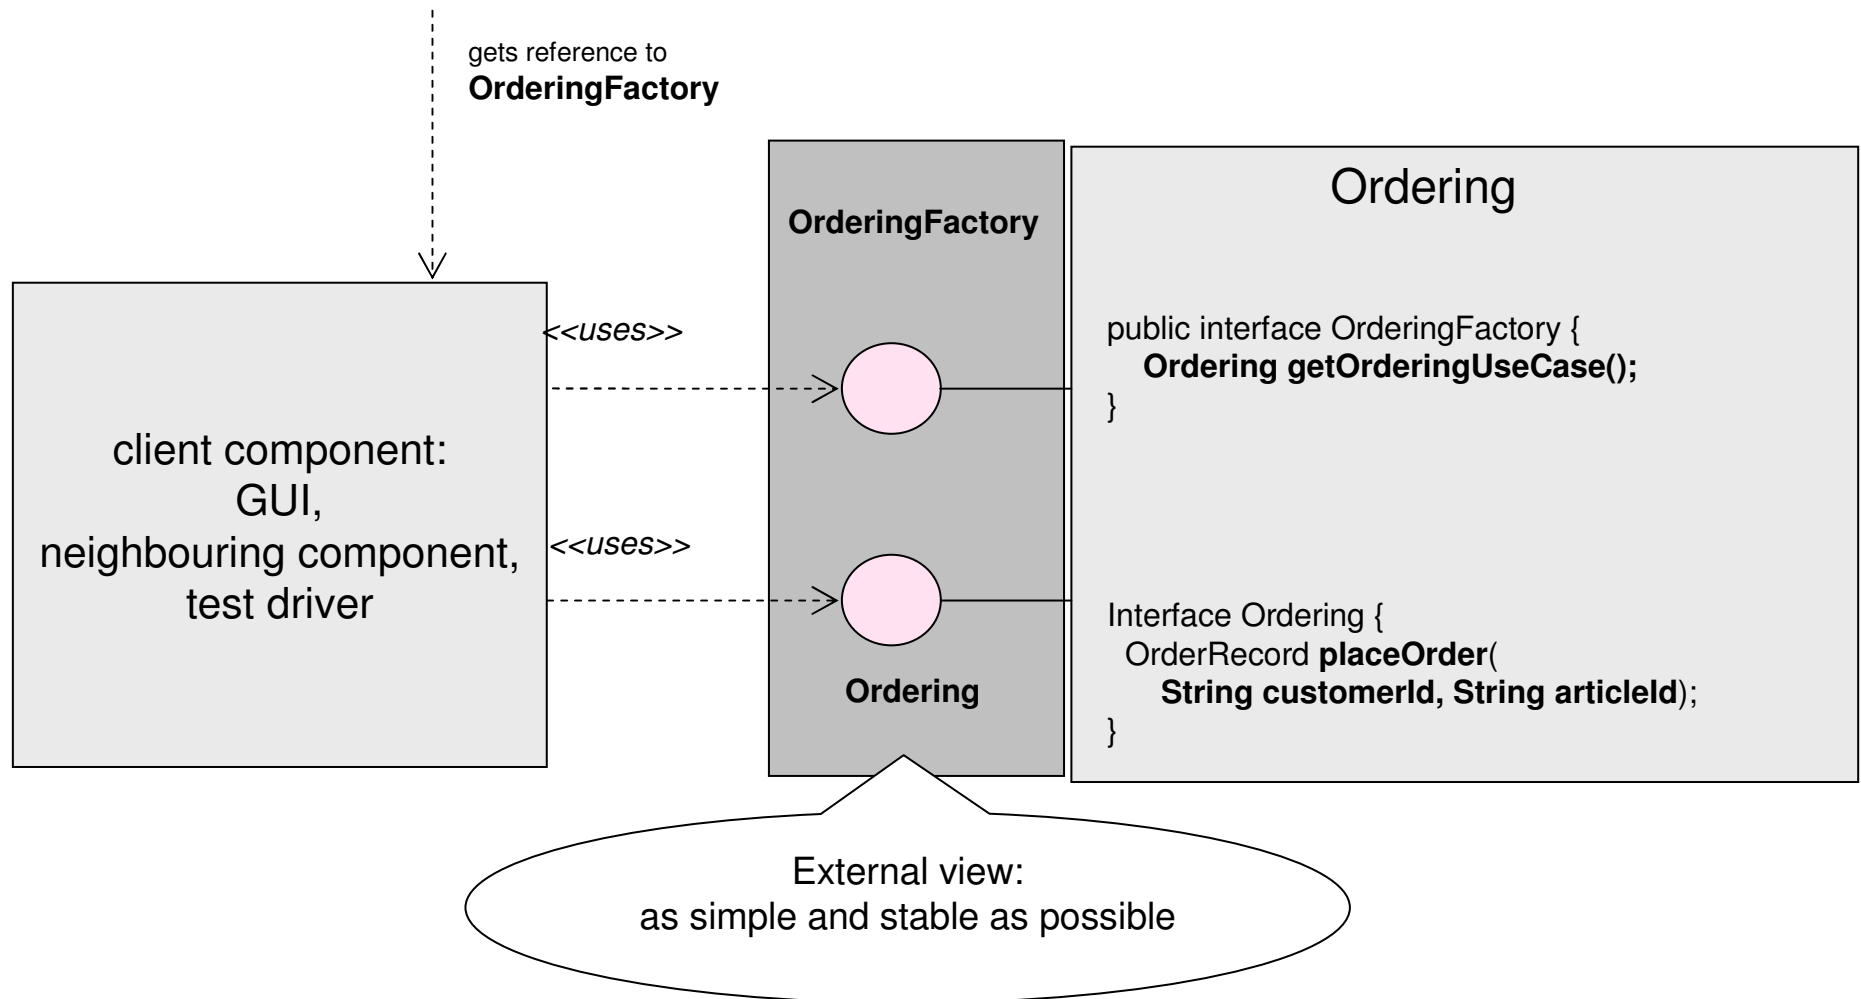 gets reference to
OrderingFactory
OrderingFactory
Ordering
<<uses>>
public interface OrderingFactory {
Ordering getOrderingUseCase();
}
client component:
GUI,
neighbouring component,
test driver
<<uses>>
Interface Ordering {
OrderRecord placeOrder(
String customerId, String articleId);
}
Ordering
External view:
as simple and stable as possible